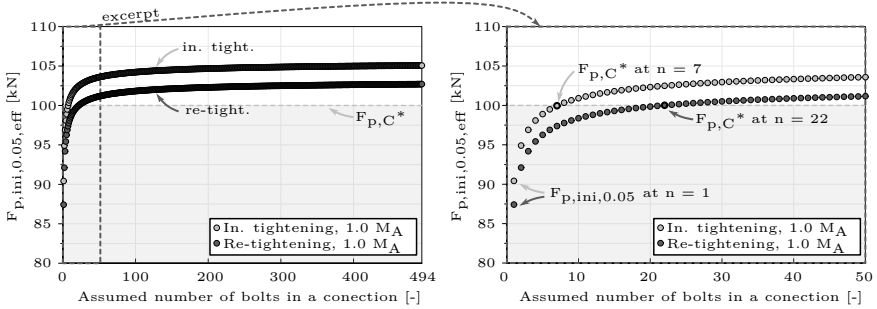 excerpt
110
105
100
95
90
85
80
F_p,ini,0.05,eff [kN]
in. tight.
re-tight.
F_p,C*
In. tightening, 1.0 M_A
Re-tightening, 1.0 M_A
0 100 200 300 400 494
Assumed number of bolts in a conection [-]
110
105
100
95
90
85
80
F_p,ini,0.05,eff [kN]
F_p,C* at n = 7
F_p,C* at n = 22
F_p,ini,0.05 at n = 1
In. tightening, 1.0 M_A
Re-tightening, 1.0 M_A
0 10 20 30 40 50
Assumed number of bolts in a conection [-]